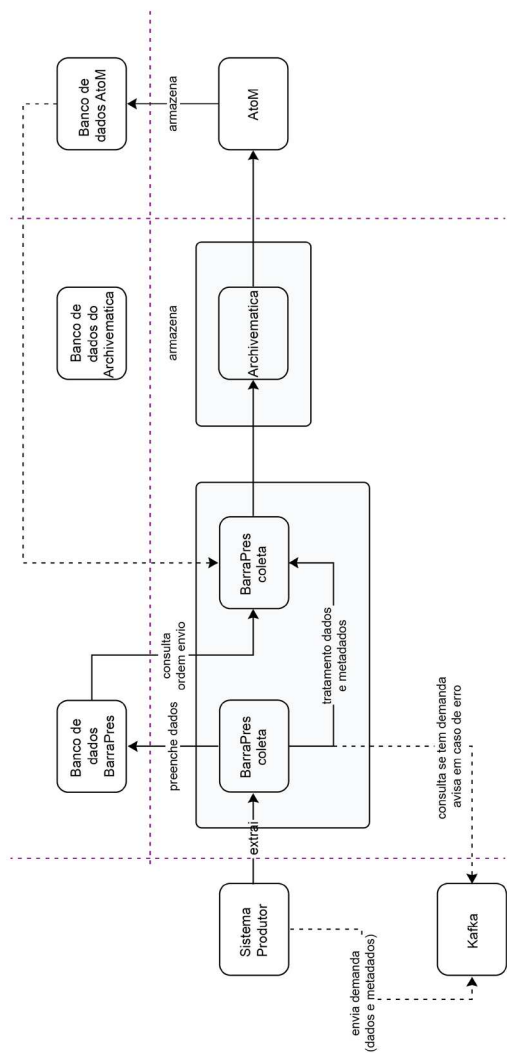 Banco de
dados
BarraPres
Banco de
dados do
Archivematica
Banco de
dados AtoM
preenche dados
consulta
ordem envio
armazena
armazena
Sistema
Produtor
extrai
BarraPres
coleta
BarraPres
coleta
Archivematica
AtoM
tratamento dados
e metadados
envia demanda
(dados e metadados)
Kafka
consulta se tem demanda
avisa em caso de erro